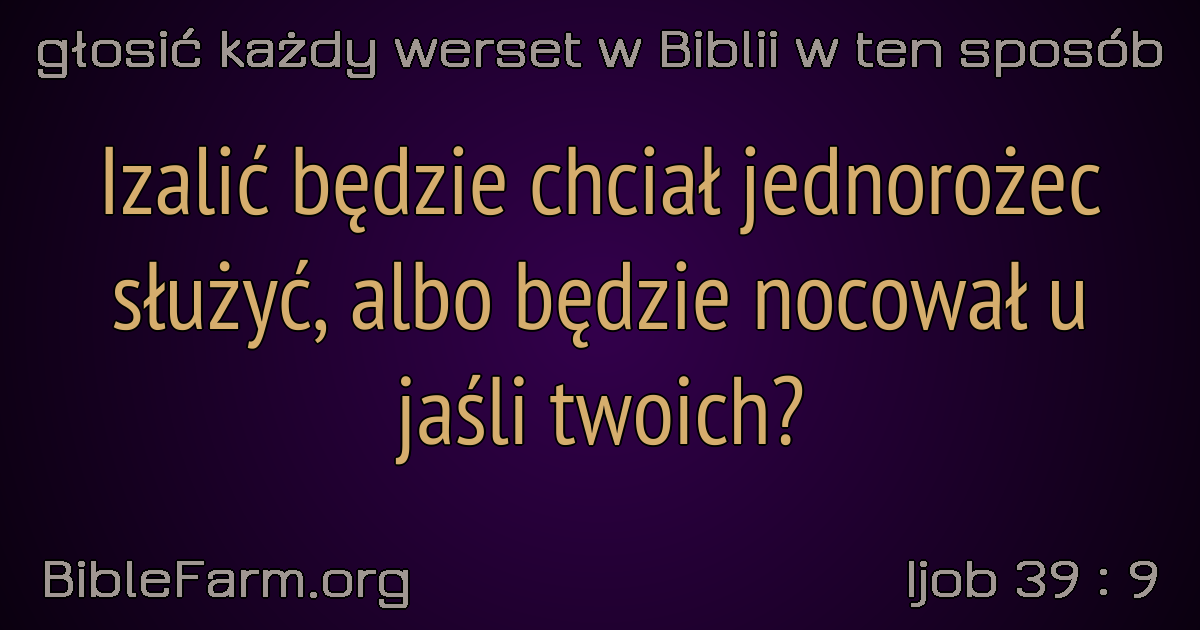 głosić każdy werset w Biblii w ten sposób
Izalić będzie chciał jednorożec
służyć, albo będzie nocował u
jaśli twoich?
BibleFarm.org
Ijob 39 : 9